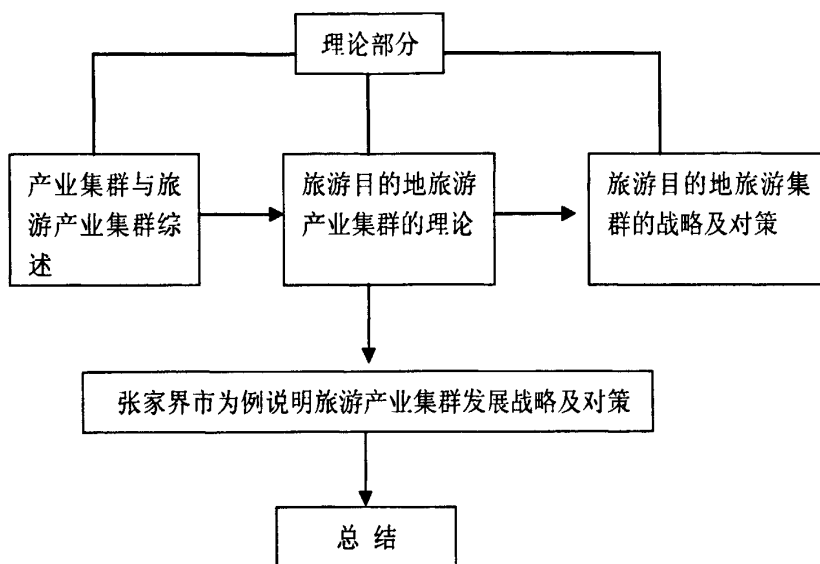 理论部分
产业集群与旅
游产业集群综
述
旅游目的地旅游
产业集群的理论
旅游目的地旅游集
群的战略及对策
张家界市为例说明旅游产业集群发展战略及对策
总 结